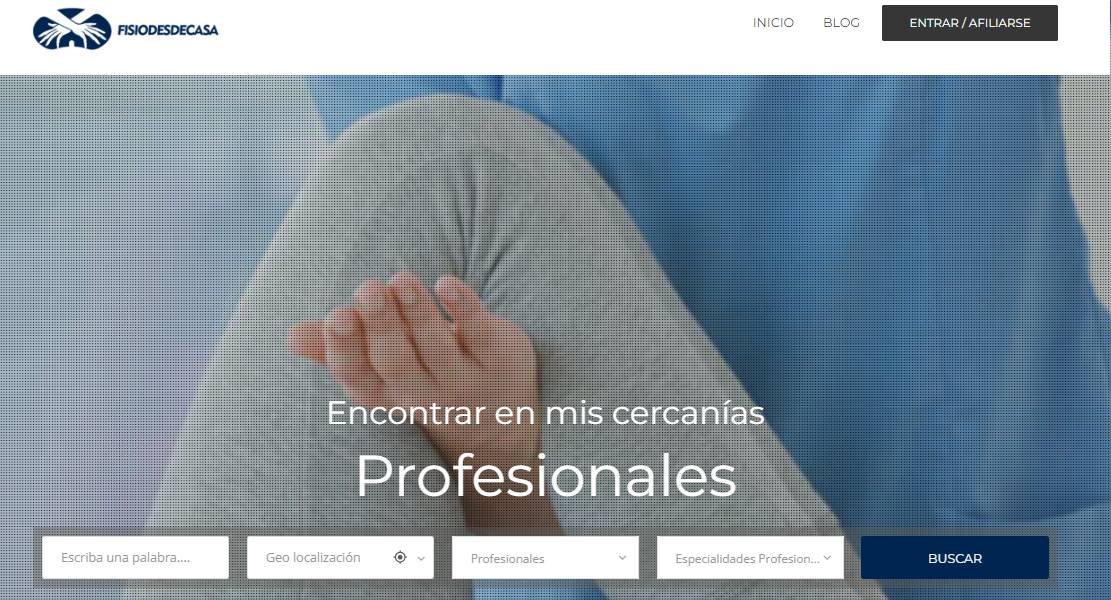 FISIODESDECASA
INICIO BLOG ENTRAR / AFILIARSE
Encontrar en mis cercanías
Profesionales
Escriba una palabra.... Geo localización Profesionales Especialidades Profesion... BUSCAR